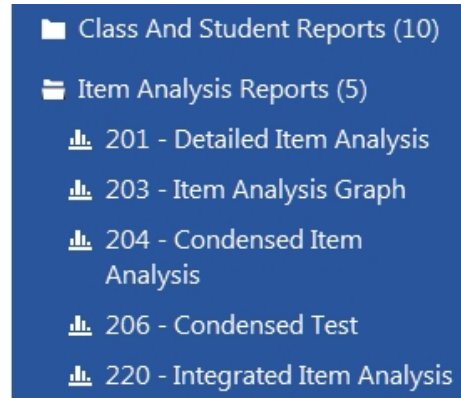 Class And Student Reports (10)
Item Analysis Reports (5)
201 - Detailed Item Analysis
203 - Item Analysis Graph
204 - Condensed Item
Analysis
206 - Condensed Test
220 - Integrated Item Analysis